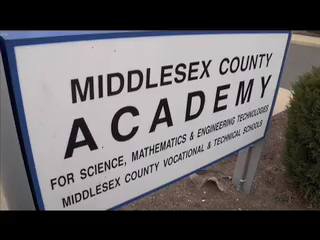 MIDDLESEX COUNTY
ACADEMY
FOR SCIENCE, MATHEMATICS & ENGINEERING TECHNOLOGIES
MIDDLESEX COUNTY VOCATIONAL & TECHNICAL SCHOOLS